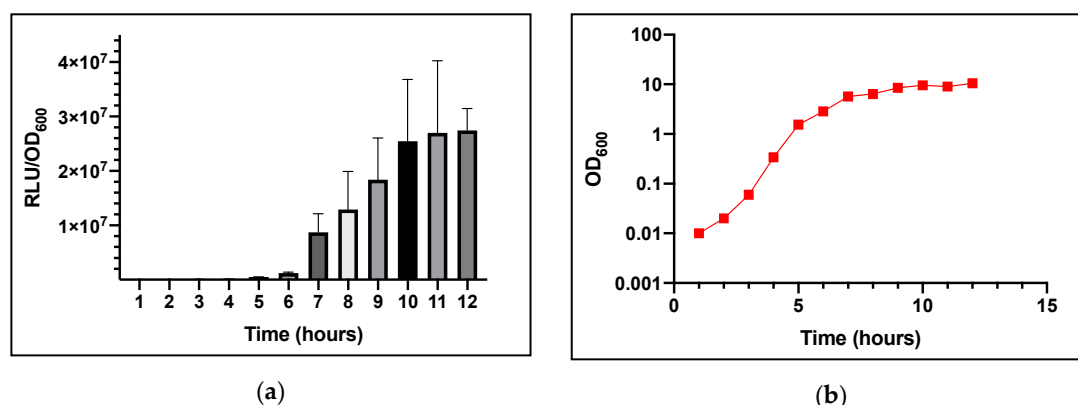 4×10⁷
3×10⁷
2×10⁷
1×10⁷
RLU/OD₆₀₀
1 2 3 4 5 6 7 8 9 10 11 12
Time (hours)
(a)
100
10
1
0.1
0.01
0.001
OD₆₀₀
0 5 10 15
Time (hours)
(b)